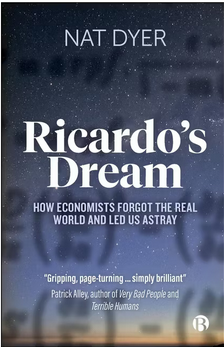 NAT DYER
Ricardo's
Dream
HOW ECONOMISTS FORGOT THE REAL
WORLD AND LED US ASTRAY
"Gripping, page-turning ... simply brilliant"
Patrick Alley, author of Very Bad People and
Terrible Humans
B